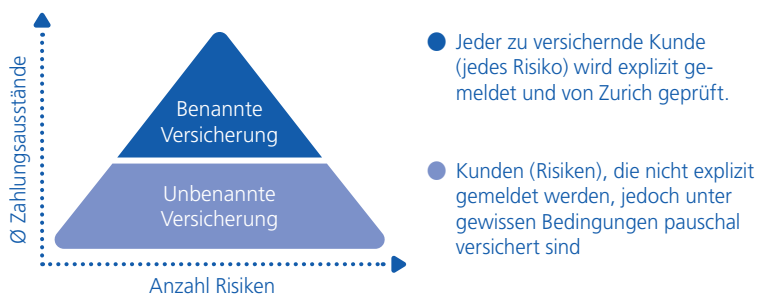 Ø Zahlungsausstände
Benannte
Versicherung
Unbenannte
Versicherung
Anzahl Risiken
Jeder zu versichernde Kunde
(jedes Risiko) wird explizit ge-
meldet und von Zurich geprüft.
Kunden (Risiken), die nicht explizit
gemeldet werden, jedoch unter
gewissen Bedingungen pauschal
versichert sind